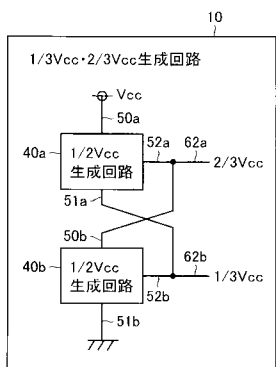 10
1/3Vcc・2/3Vcc生成回路
Vcc
50a
40a
1/2Vcc
生成回路
52a
62a
2/3Vcc
51a
50b
62b
40b
1/2Vcc
生成回路
52b
1/3Vcc
51b